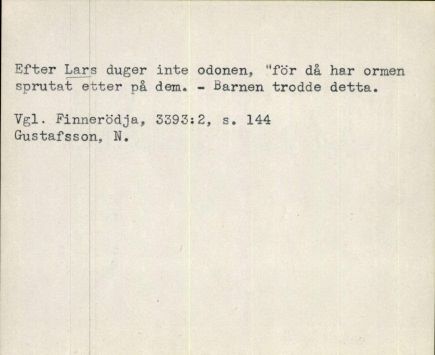 Efter Lars duger inte odonen, "för då har ormen
sprutat etter på dem. - Barnen trodde detta.
Vgl. Finnerödja, 3393:2, s. 144
Gustafsson, N.